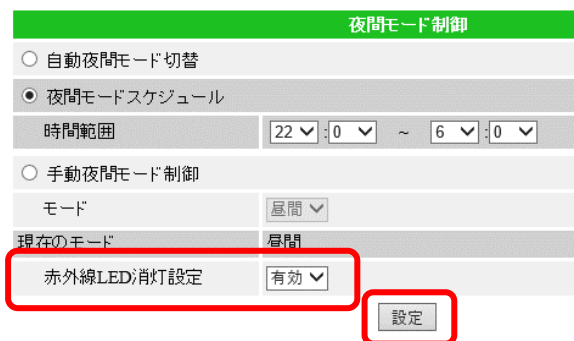 夜間モード制御
自動夜間モード切替
夜間モードスケジュール
時間範囲 22 : 0 ~ 6 : 0
手動夜間モード制御
モード 昼間
現在のモード 昼間
赤外線LED消灯設定 有効
設定